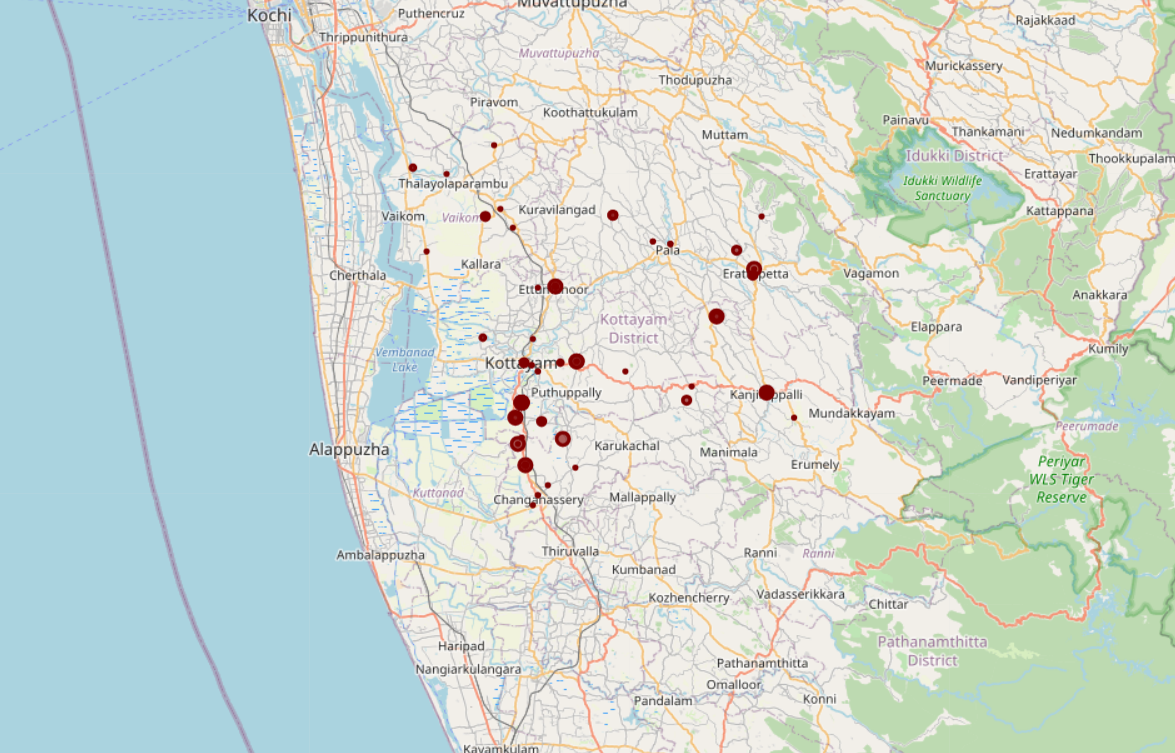 Muvattupuzha
Kochi
Puthencruz
Rajakkaad
Thrippunithura
Muvattupuzha
Murickassery
Thodupuzha
Piravom
Koothattukulam
Painavu
Muttam
Thankamani
Nedumkandam
Idukki District
Thookkupalam
Erattayar
Thalayolaparambu
Idukki Wildlife
Sanctuary
Vaikom
Vaikom
Kuravilangad
Kattappana
Pala
Kallara
Cherthala
Vagamon
Ettumanoor
Anakkara
Kottayam
District
Elappara
Vembanad
Lake
Kumily
Kottayam
Peermade
Vandiperiyar
Puthuppally
Mundakkayam
Peerumade
Alappuzha
Karukachal
Manimala
Erumely
Periyar
WLS Tiger
Reserve
Kuttanad
Changanassery
Mallappally
Ambalappuzha
Thiruvalla
Ranni
Ranni
Kumbanad
Kozhencherry
Vadasserikkara
Chittar
Haripad
Pathanamthitta
District
Nangiarkulangara
Pathanamthitta
Omalloor
Pandalam
Konni
Kayamkulam